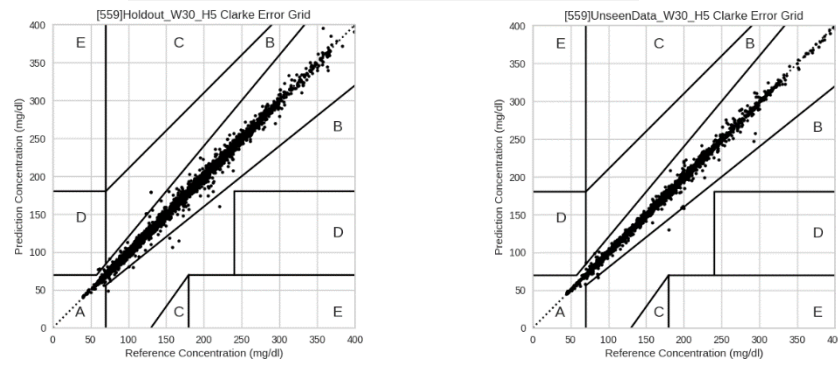 [559]Holdout_W30_H5 Clarke Error Grid
400
350
300
250
200
150
100
50
0
Prediction Concentration (mg/dl)
E
C
B
B
D
D
A
C
E
0 50 100 150 200 250 300 350 400
Reference Concentration (mg/dl)
[559]UnseenData_W30_H5 Clarke Error Grid
400
350
300
250
200
150
100
50
0
Prediction Concentration (mg/dl)
E
C
B
B
D
D
A
C
E
0 50 100 150 200 250 300 350 400
Reference Concentration (mg/dl)